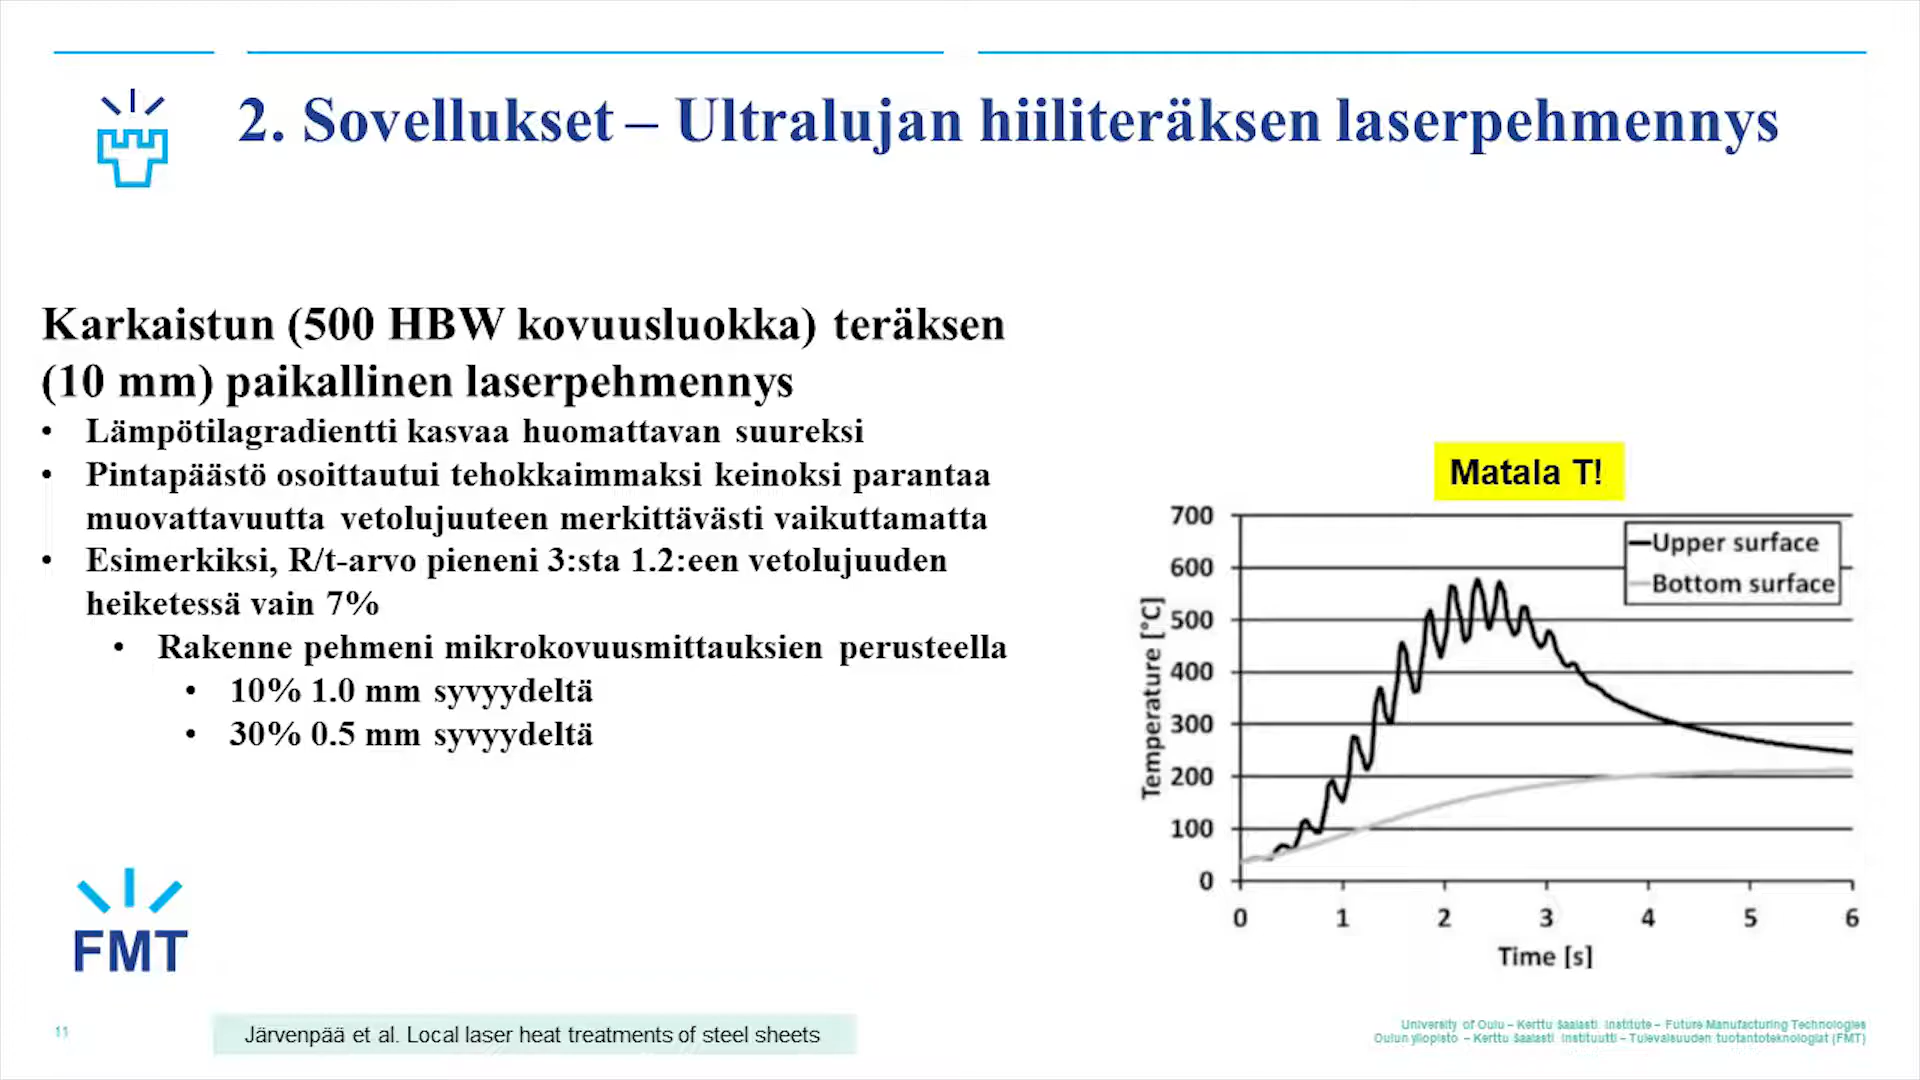 2. Sovellukset – Ultralujan hiiliteräksen laserpehmennys
Karkaistun (500 HBW kovuusluokka) teräksen
(10 mm) paikallinen laserpehmennys
• Lämpötilagradientti kasvaa huomattavan suureksi
• Pintapäästö osoittautui tehokkaimmaksi keinoksi parantaa
muovattavuutta vetolujuuteen merkittävästi vaikuttamatta
• Esimerkiksi, R/t-arvo pieneni 3:sta 1.2:een vetolujuuden
heiketessä vain 7%
• Rakenne pehmeni mikrokovuusmittauksien perusteella
• 10% 1.0 mm syvyydeltä
• 30% 0.5 mm syvyydeltä
Matala T!
Upper surface
Bottom surface
Temperature [°C]
700
600
500
400
300
200
100
0
0 1 2 3 4 5 6
Time [s]
FMT
11
Järvenpää et al. Local laser heat treatments of steel sheets
University of Oulu – Kerttu Saalasti Institute – Future Manufacturing Technologies
Oulun yliopisto – Kerttu Saalasti Instituutti – Tulevaisuuden tuotantoteknologiat (FMT)